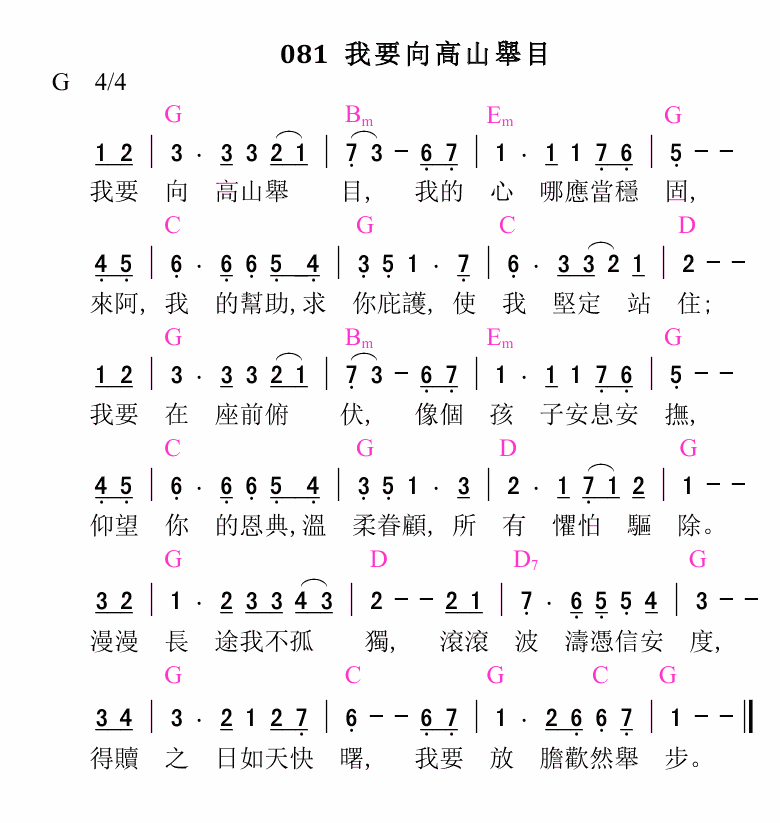 081 我要向高山舉目
G 4/4
G Bm Em G
1 2 | 3 · 3 3 2 1 | 7 3 - 6 7 | 1 · 1 1 7 6 | 5 - -
我要 向 高山舉 目, 我的 心 哪應當穩 固,
C G C D
4 5 | 6 · 6 6 5 4 | 3 5 1 · 7 | 6 · 3 3 2 1 | 2 - -
來阿, 我 的幫助,求 你庇護, 使 我 堅定 站 住;
G Bm Em G
1 2 | 3 · 3 3 2 1 | 7 3 - 6 7 | 1 · 1 1 7 6 | 5 - -
我要 在 座前俯 伏, 像個 孩 子安息安 撫,
C G D G
4 5 | 6 · 6 6 5 4 | 3 5 1 · 3 | 2 · 1 7 1 2 | 1 - -
仰望 你 的恩典,溫 柔眷顧, 所 有 懼怕 驅 除。
G D D7 G
3 2 | 1 · 2 3 3 4 3 | 2 - - 2 1 | 7 · 6 5 5 4 | 3 - -
漫漫 長 途我不孤 獨, 滾滾 波 濤憑信安 度,
G C G C G
3 4 | 3 · 2 1 2 7 | 6 - - 6 7 | 1 · 2 6 6 7 | 1 - - ‖
得贖 之 日如天快 曙, 我要 放 膽歡然舉 步。